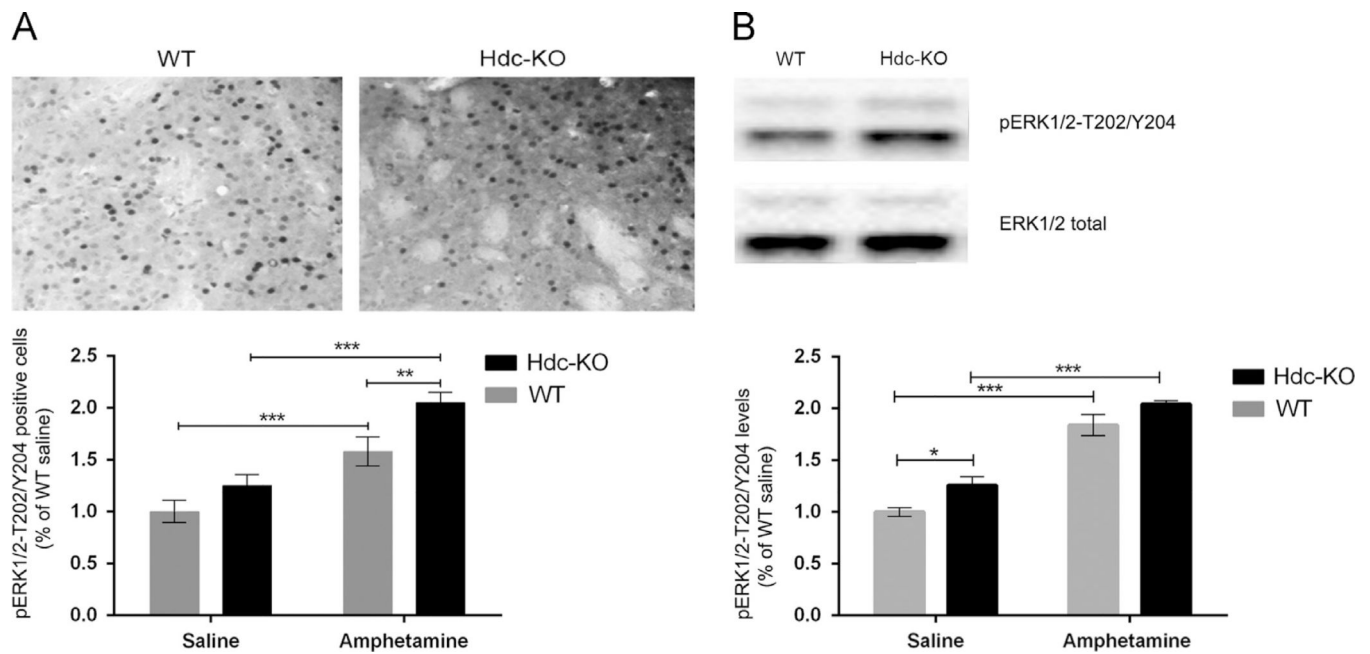 A
WT
Hdc-KO
pERK1/2-T202/Y204 positive cells
(% of WT saline)
2.5
2.0
1.5
1.0
0.5
0.0
***
***
**
Hdc-KO
WT
Saline
Amphetamine
B
WT
Hdc-KO
pERK1/2-T202/Y204
ERK1/2 total
pERK1/2-T202/Y204 levels
(% of WT saline)
2.5
2.0
1.5
1.0
0.5
0.0
***
***
*
Hdc-KO
WT
Saline
Amphetamine